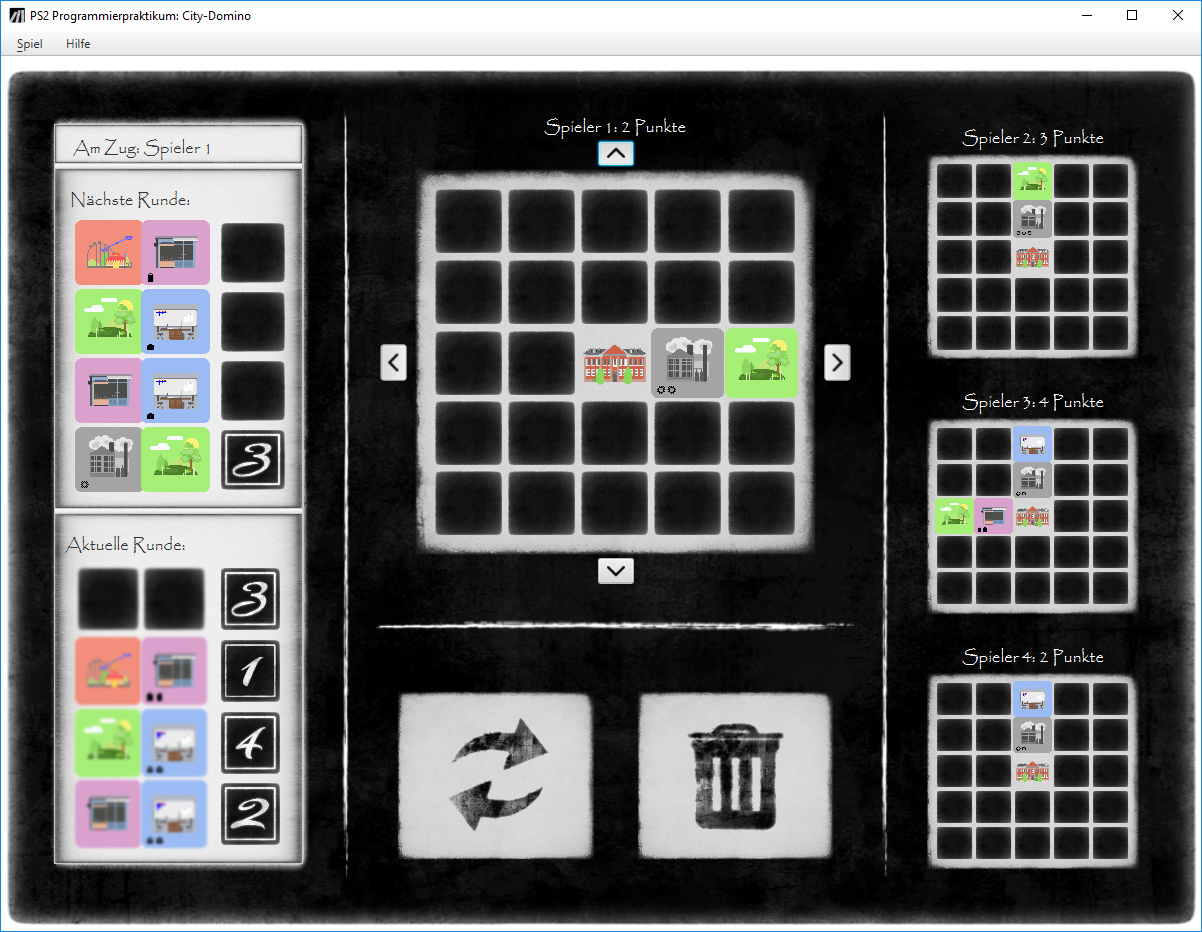 PS2 Programmierpraktikum: City-Domino
Spiel Hilfe
Am Zug: Spieler 1
Nächste Runde:
3
Aktuelle Runde:
3
1
4
2
Spieler 1: 2 Punkte
Spieler 2: 3 Punkte
Spieler 3: 4 Punkte
Spieler 4: 2 Punkte